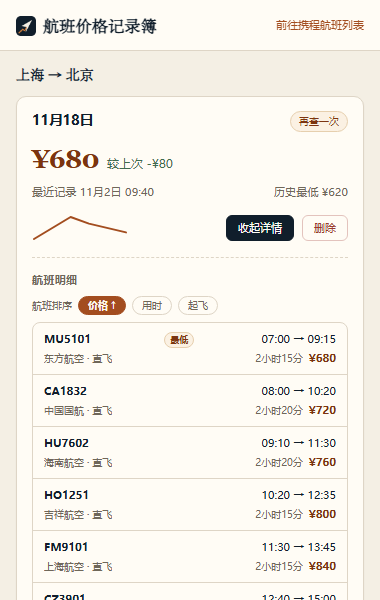 航班价格记录簿
前往携程航班列表
上海 → 北京
11月18日
再查一次
¥680 较上次 -¥80
最近记录 11月2日 09:40
历史最低 ¥620
收起详情
删除
航班明细
航班排序 价格↑ 用时 起飞
MU5101 最低 07:00 → 09:15
东方航空 · 直飞 2小时15分 ¥680
CA1832 08:00 → 10:20
中国国航 · 直飞 2小时20分 ¥720
HU7602 09:10 → 11:30
海南航空 · 直飞 2小时20分 ¥760
HO1251 10:20 → 12:35
吉祥航空 · 直飞 2小时15分 ¥800
FM9101 11:30 → 13:45
上海航空 · 直飞 2小时15分 ¥840
CZ3901 12:40 → 15:00